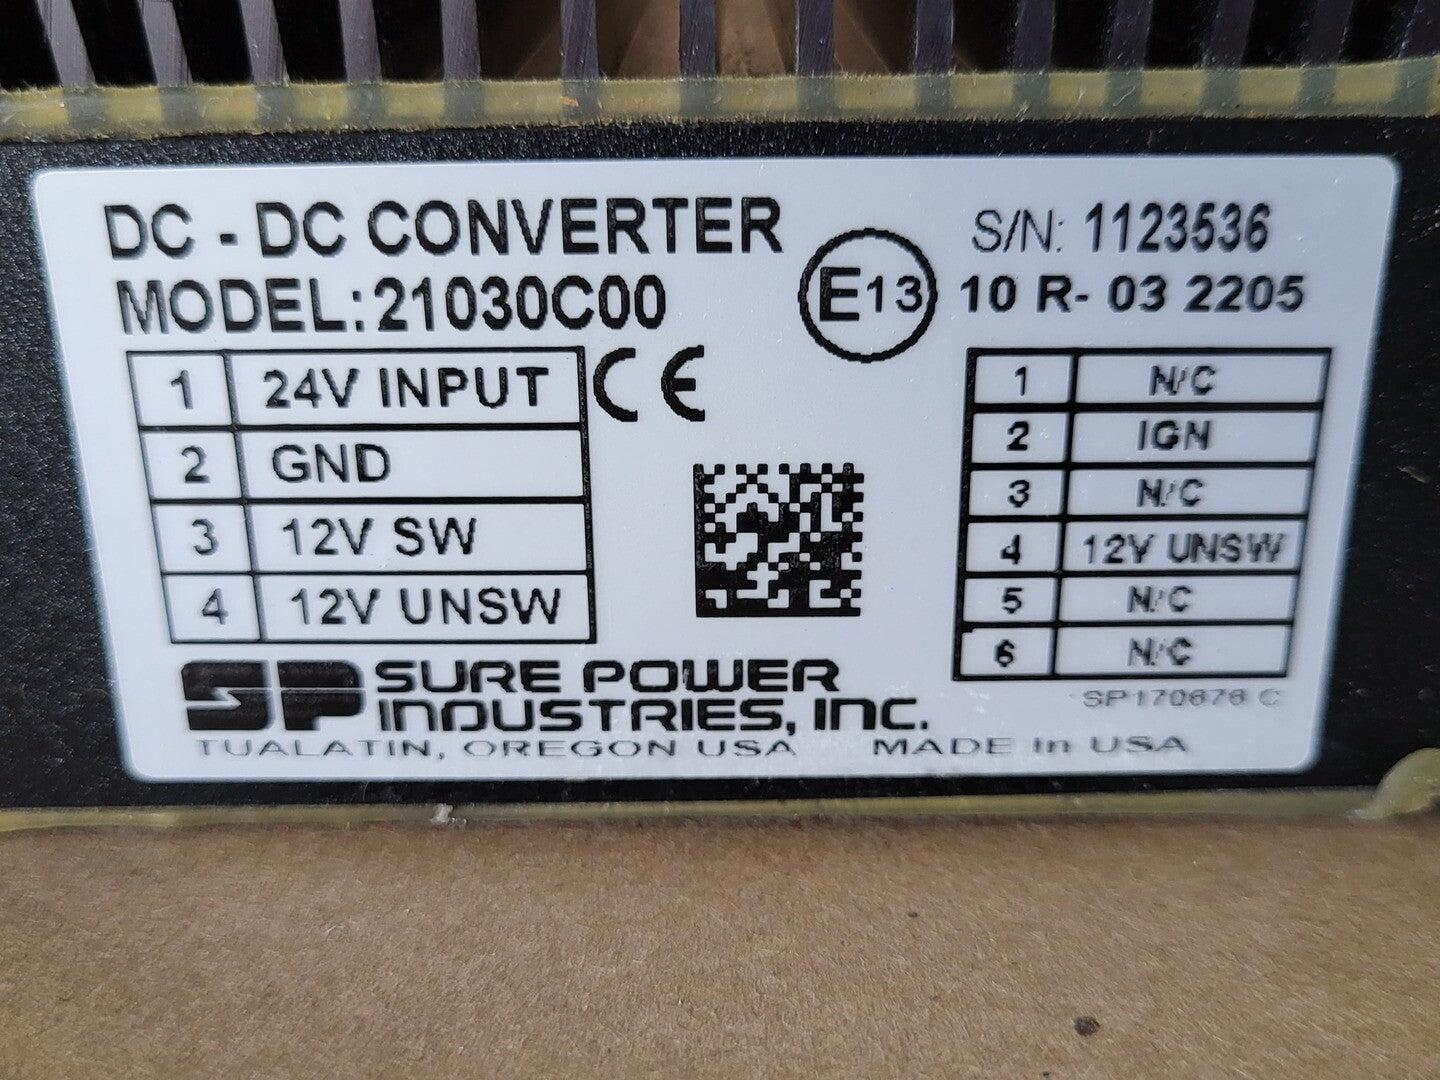 DC - DC CONVERTER
MODEL: 21030C00
E13
S/N: 1123536
10 R- 03 2205
CE
1 24V INPUT
2 GND
3 12V SW
4 12V UNSW
1 N/C
2 IGN
3 N/C
4 12V UNSW
5 N/C
6 N/C
SP170676 C
SP SURE POWER
INDUSTRIES, INC.
TUALATIN, OREGON USA MADE in USA